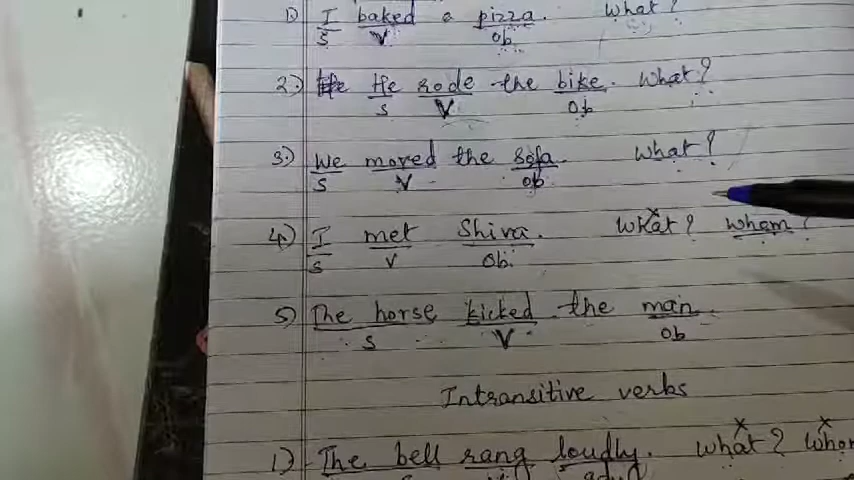 1) I baked a pizza. What?
S V Ob
2) He rode the bike. What?
S V Ob
3) We moved the sofa. What?
S V Ob
4) I met Shiva. What? x Whom?
S V Ob.
5) The horse kicked the man.
S V Ob
Intransitive verbs
x x
1) The bell rang loudly. What?